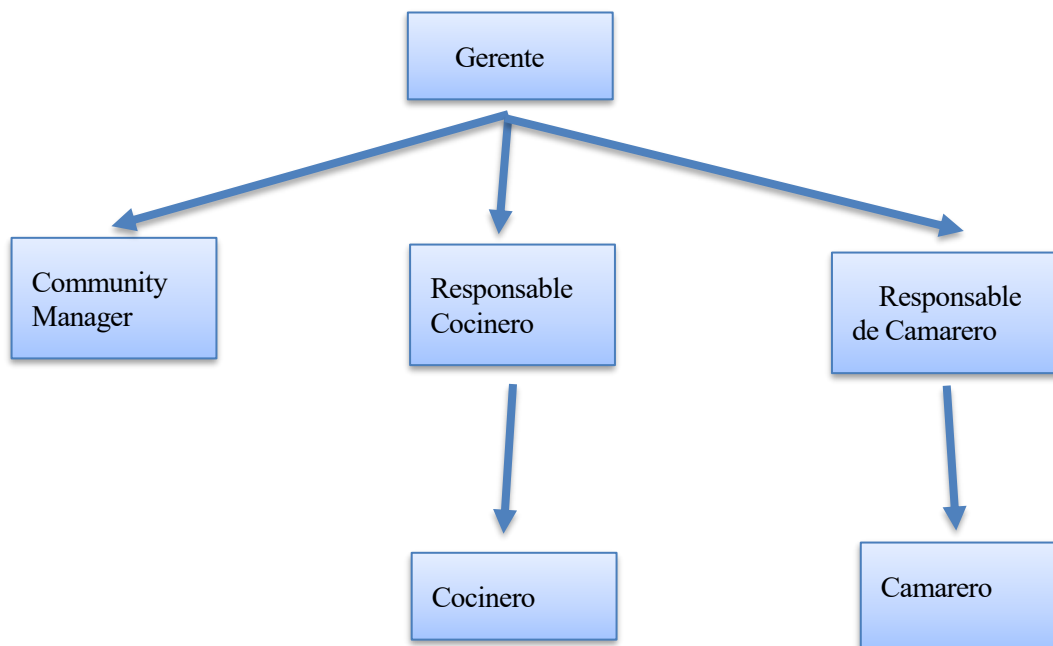 Gerente
Community
Manager
Responsable
Cocinero
Responsable
de Camarero
Cocinero
Camarero